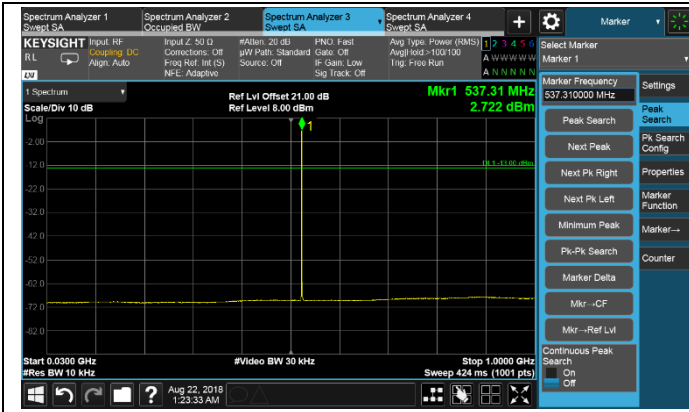 Spectrum Analyzer 1
Swept SA
Spectrum Analyzer 2
Occupied BW
Spectrum Analyzer 3
Swept SA
Spectrum Analyzer 4
Swept SA
+
Marker
KEYSIGHT
RL
LXI
Input: RF
Coupling: DC
Align: Auto
Input Z: 50 Ω
Corrections: Off
Freq Ref: Int (S)
NFE: Adaptive
#Atten: 20 dB
µW Path: Standard
Source: Off
PNO: Fast
Gate: Off
IF Gain: Low
Sig Track: Off
Avg Type: Power (RMS)
Avg|Hold:>100/100
Trig: Free Run
1 2 3 4 5 6
A W W W W W
A N N N N N
Select Marker
Marker 1
1 Spectrum
Scale/Div 10 dB
Log
Ref Lvl Offset 21.00 dB
Ref Level 8.00 dBm
Mkr1 537.31 MHz
2.722 dBm
1
DL1 -13.00 dBm
-2.00
-12.0
-22.0
-32.0
-42.0
-52.0
-62.0
-72.0
-82.0
Start 0.0300 GHz
#Res BW 10 kHz
#Video BW 30 kHz
Stop 1.0000 GHz
Sweep 424 ms (1001 pts)
Marker Frequency
537.310000 MHz
Peak Search
Next Peak
Next Pk Right
Next Pk Left
Minimum Peak
Pk-Pk Search
Marker Delta
Mkr→CF
Mkr→Ref Lvl
Continuous Peak
Search
On
Off
Settings
Peak
Search
Pk Search
Config
Properties
Marker
Function
Marker→
Counter
?
Aug 22, 2018
1:23:33 AM